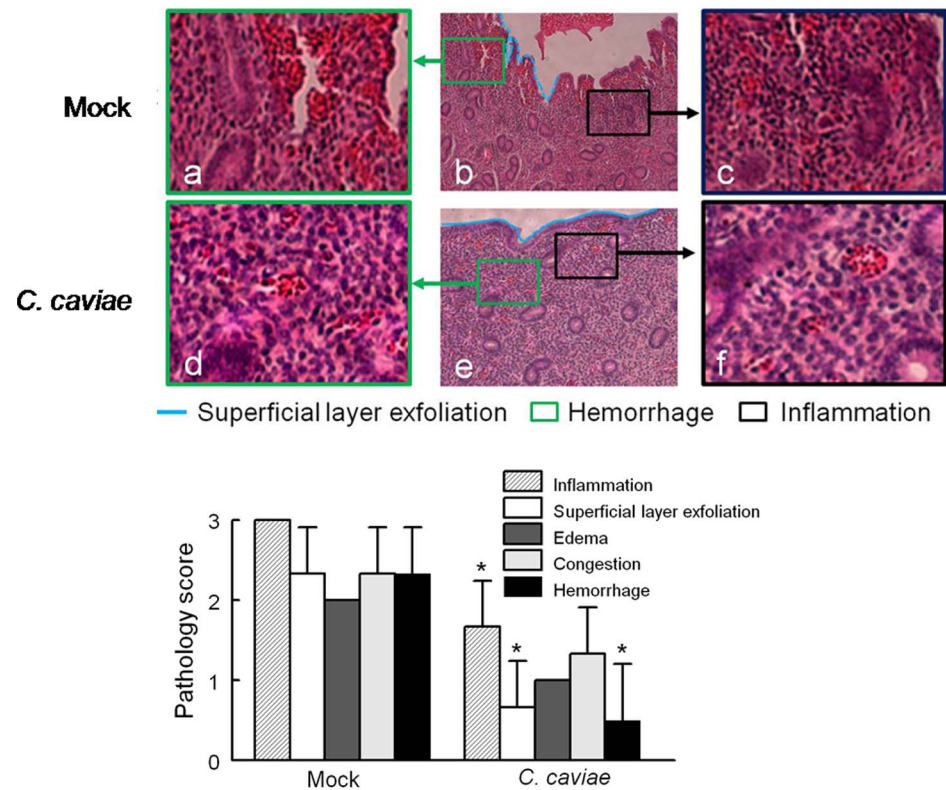 Mock
a
b
c
C. caviae
d
e
f
Superficial layer exfoliation
Hemorrhage
Inflammation
Inflammation
Superficial layer exfoliation
Edema
Congestion
Hemorrhage
Pathology score
3
2
1
0
*
*
*
Mock
C. caviae